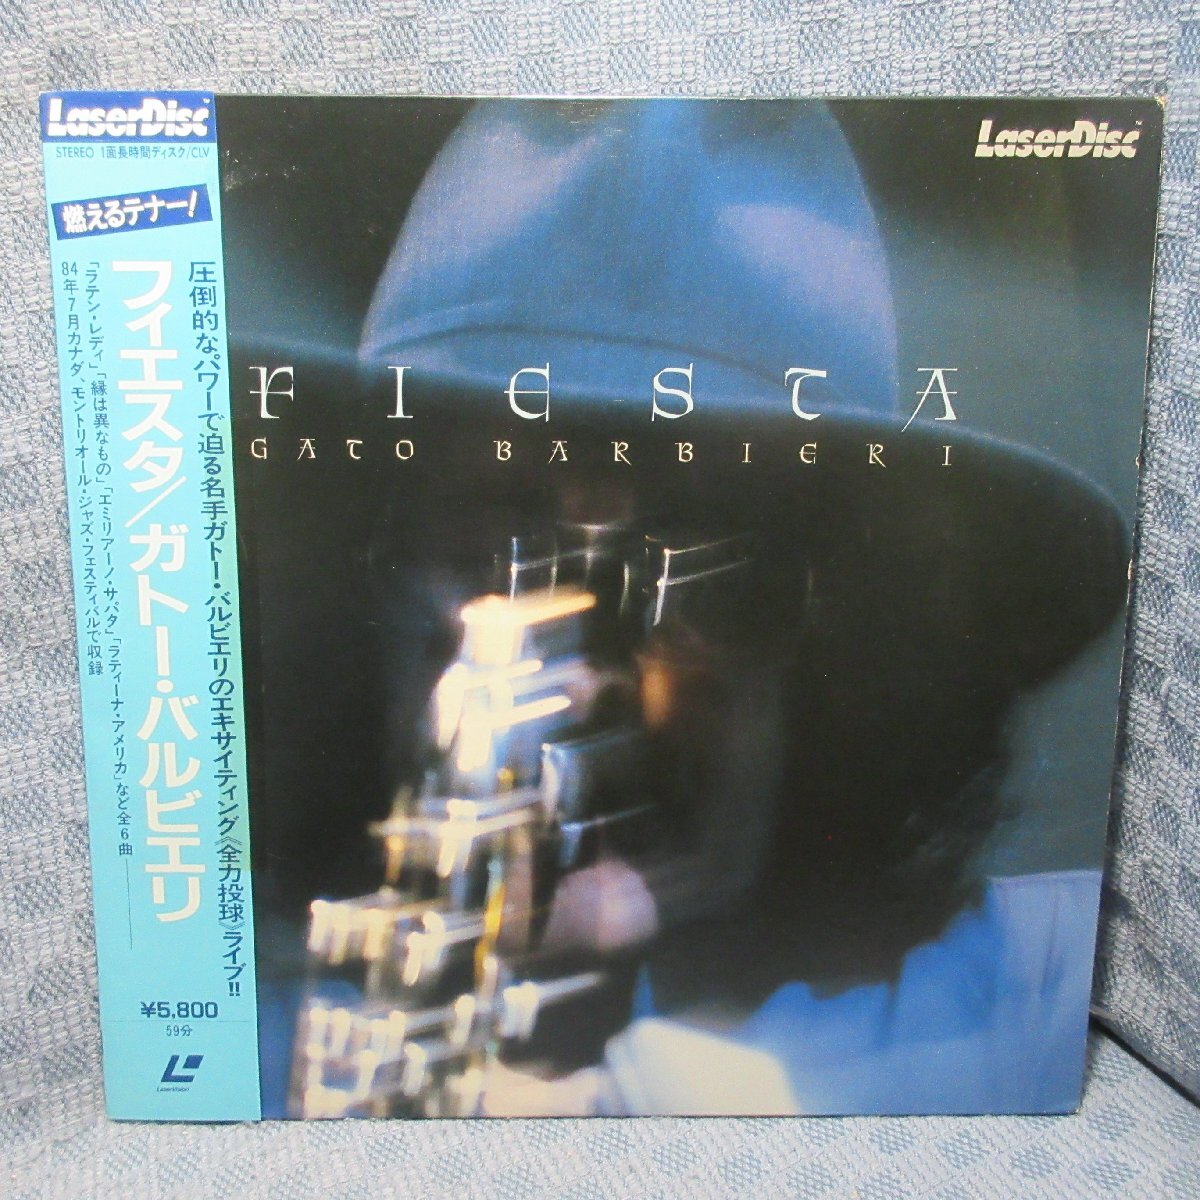 LaserDisc
STEREO 1面長時間ディスク/CLV
燃えるテナー!
圧倒的なパワーで迫る名手ガトー・バルビエリのエキサイティング《全力投球》ライブ!!
フィエスタ/ガトー・バルビエリ
「ラテン・レディ」「縁は異なもの」「エミリアーノ・サパタ」「ラティーナ・アメリカ」など全6曲
84年7月カナダ、モントリオール・ジャズ・フェスティバルで収録
¥5,800
59分
LaserVision
LaserDisc™
FIESTA
GATO BARBIERI